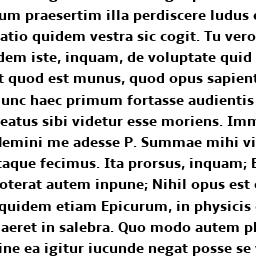 um praesertim illa perdiscere ludus
atio quidem vestra sic cogit. Tu vero
dem iste, inquam, de voluptate quid
t quod est munus, quod opus sapient
unc haec primum fortasse audientis
eatus sibi videtur esse moriens. Imm
demini me adesse P. Summae mihi vi
taque fecimus. Ita prorsus, inquam;
oterat autem inpune; Nihil opus est
quidem etiam Epicurum, in physicis
aeret in salebra. Quo modo autem pl
ine ea igitur iucunde negat posse se